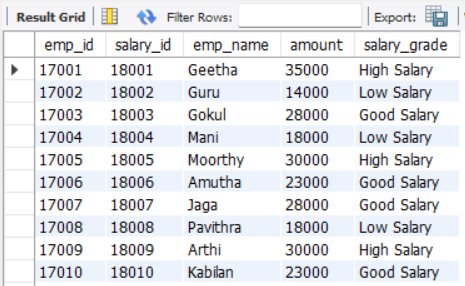 Result Grid Filter Rows: Export:
emp_id salary_id emp_name amount salary_grade
17001 18001 Geetha 35000 High Salary
17002 18002 Guru 14000 Low Salary
17003 18003 Gokul 28000 Good Salary
17004 18004 Mani 18000 Low Salary
17005 18005 Moorthy 30000 High Salary
17006 18006 Amutha 23000 Good Salary
17007 18007 Jaga 28000 Good Salary
17008 18008 Pavithra 18000 Low Salary
17009 18009 Arthi 30000 High Salary
17010 18010 Kabilan 23000 Good Salary